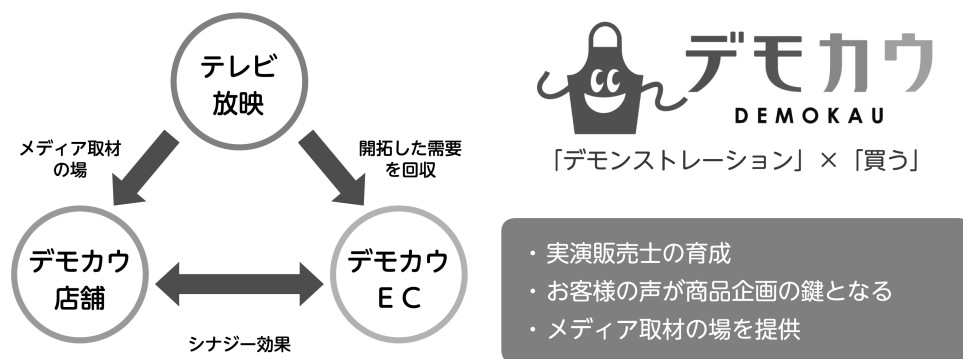 テレビ
放映
メディア取材
の場
開拓した需要
を回収
デモカウ
店舗
デモカウ
ＥＣ
シナジー効果
デモカウ
DEMOKAU
「デモンストレーション」×「買う」
・実演販売士の育成
・お客様の声が商品企画の鍵となる
・メディア取材の場を提供